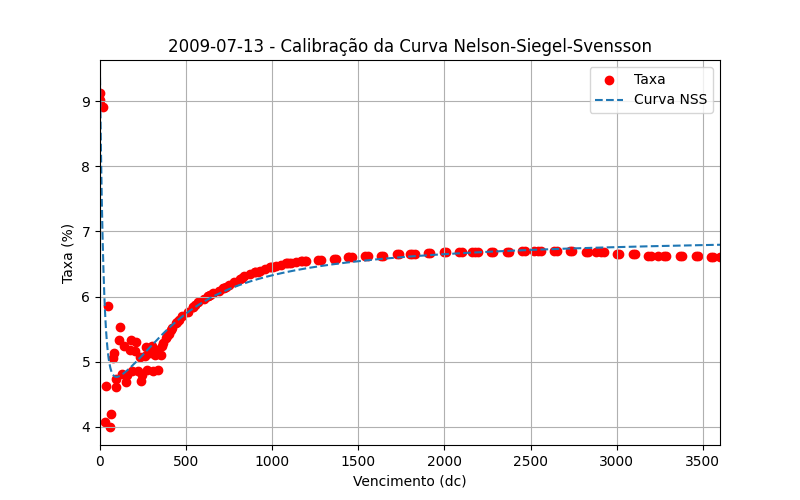 2009-07-13 - Calibração da Curva Nelson-Siegel-Svensson
Taxa
Curva NSS
Taxa (%)
9
8
7
6
5
4
0 500 1000 1500 2000 2500 3000 3500
Vencimento (dc)